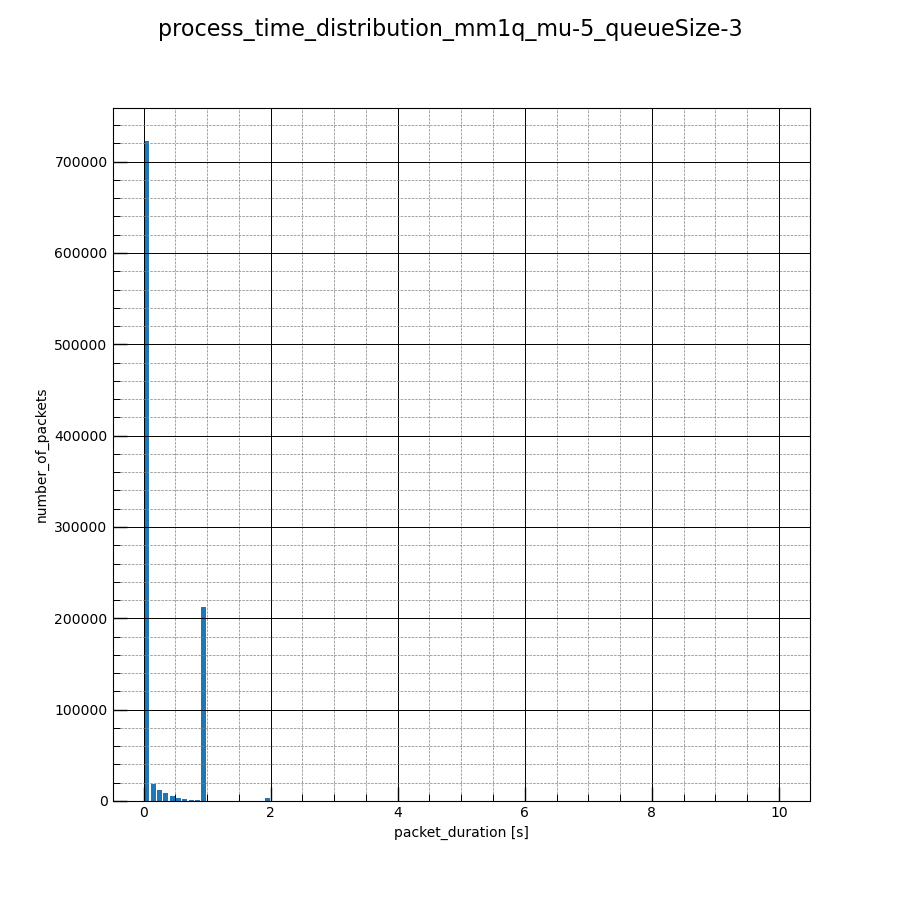 process_time_distribution_mm1q_mu-5_queueSize-3
700000
600000
500000
400000
300000
200000
100000
0
number_of_packets
0 2 4 6 8 10
packet_duration [s]